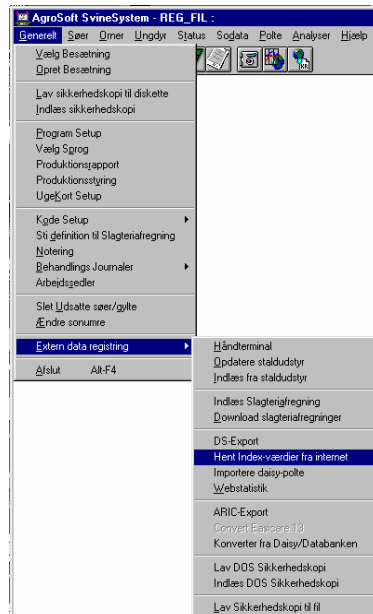 AgroSoft SvineSystem - REG_FIL :
Generelt Søer Orner Ungdyr Status Sodata Polte Analyser Hjælp
Vælg Besætning
Opret Besætning
Lav sikkerhedskopi til diskette
Indlæs sikkerhedskopi
Program Setup
Vælg Sprog
Produktionsrapport
Produktionsstyring
UgeKort Setup
Kode Setup
Sti definition til Slagteriafregning
Notering
Behandlings Journaler
Arbejdssedler
Slet Udsatte søer/gylte
Ændre sonumre
Extern data registring
Afslut Alt-F4
Håndterminal
Opdatere staldudstyr
Indlæs fra staldudstyr
Indlæs Slagteriafregning
Download slagteriafregninger
DS-Export
Hent Index-værdier fra internet
Importere daisy-polte
Webstatistik
ARIC-Export
Convert Easicare 13
Konverter fra Daisy/Databanken
Lav DOS Sikkerhedskopi
Indlæs DOS Sikkerhedskopi
Lav Sikkerhedskopi til fil